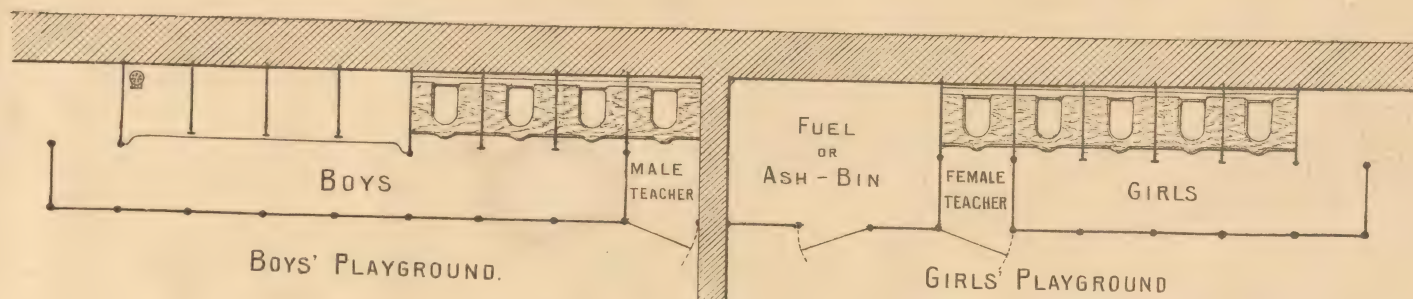 BOYS
MALE
TEACHER
FUEL
OR
ASH-BIN
FEMALE
TEACHER
GIRLS
BOYS' PLAYGROUND.
GIRLS' PLAYGROUND